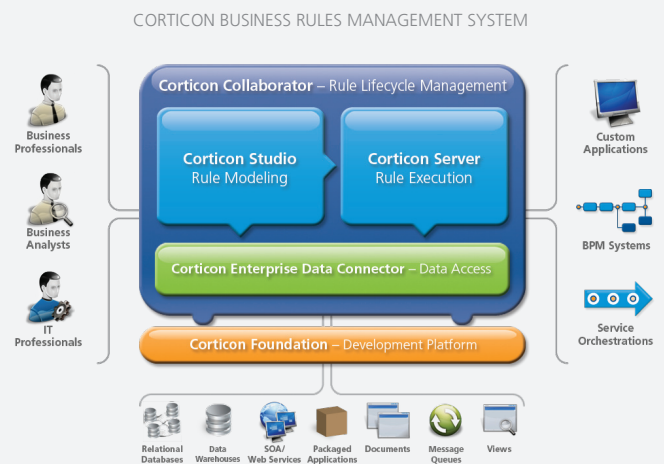 CORTICON BUSINESS RULES MANAGEMENT SYSTEM
Corticon Collaborator – Rule Lifecycle Management
Corticon Studio
Rule Modeling
Corticon Server
Rule Execution
Corticon Enterprise Data Connector – Data Access
Corticon Foundation – Development Platform
Business
Professionals
Business
Analysts
IT
Professionals
Custom
Applications
BPM Systems
Service
Orchestrations
Relational
Databases
Data
Warehouses
SOA/
Web Services
Packaged
Applications
Documents
Message
Queues
Views